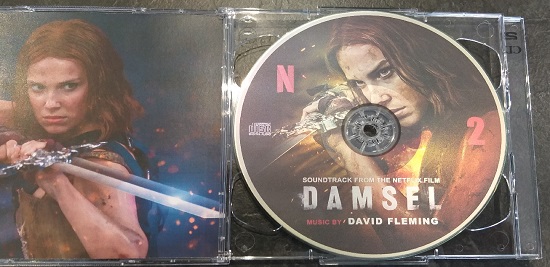 N
2
SOUNDTRACK FROM THE NETFLIX FILM
DAMSEL
MUSIC BY DAVID FLEMING